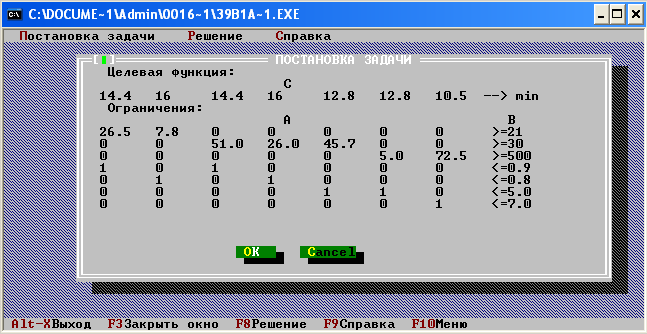 C:\DOCUME~1\Admin\0016~1\39B1A~1.EXE
Постановка задачи Решение Справка
ПОСТАНОВКА ЗАДАЧИ
Целевая функция:
C
14.4 16 14.4 16 12.8 12.8 10.5 --> min
Ограничения:
A B
26.5 7.8 0 0 0 0 0 >=21
0 0 51.0 26.0 45.7 0 0 >=30
0 0 0 0 0 5.0 72.5 >=500
1 0 1 0 0 0 0 <=0.9
0 1 0 1 0 0 0 <=0.8
0 0 0 0 1 1 0 <=5.0
0 0 0 0 0 0 1 <=7.0
OK Cancel
Alt-X Выход F3 Закрыть окно F8 Решение F9 Справка F10 Меню